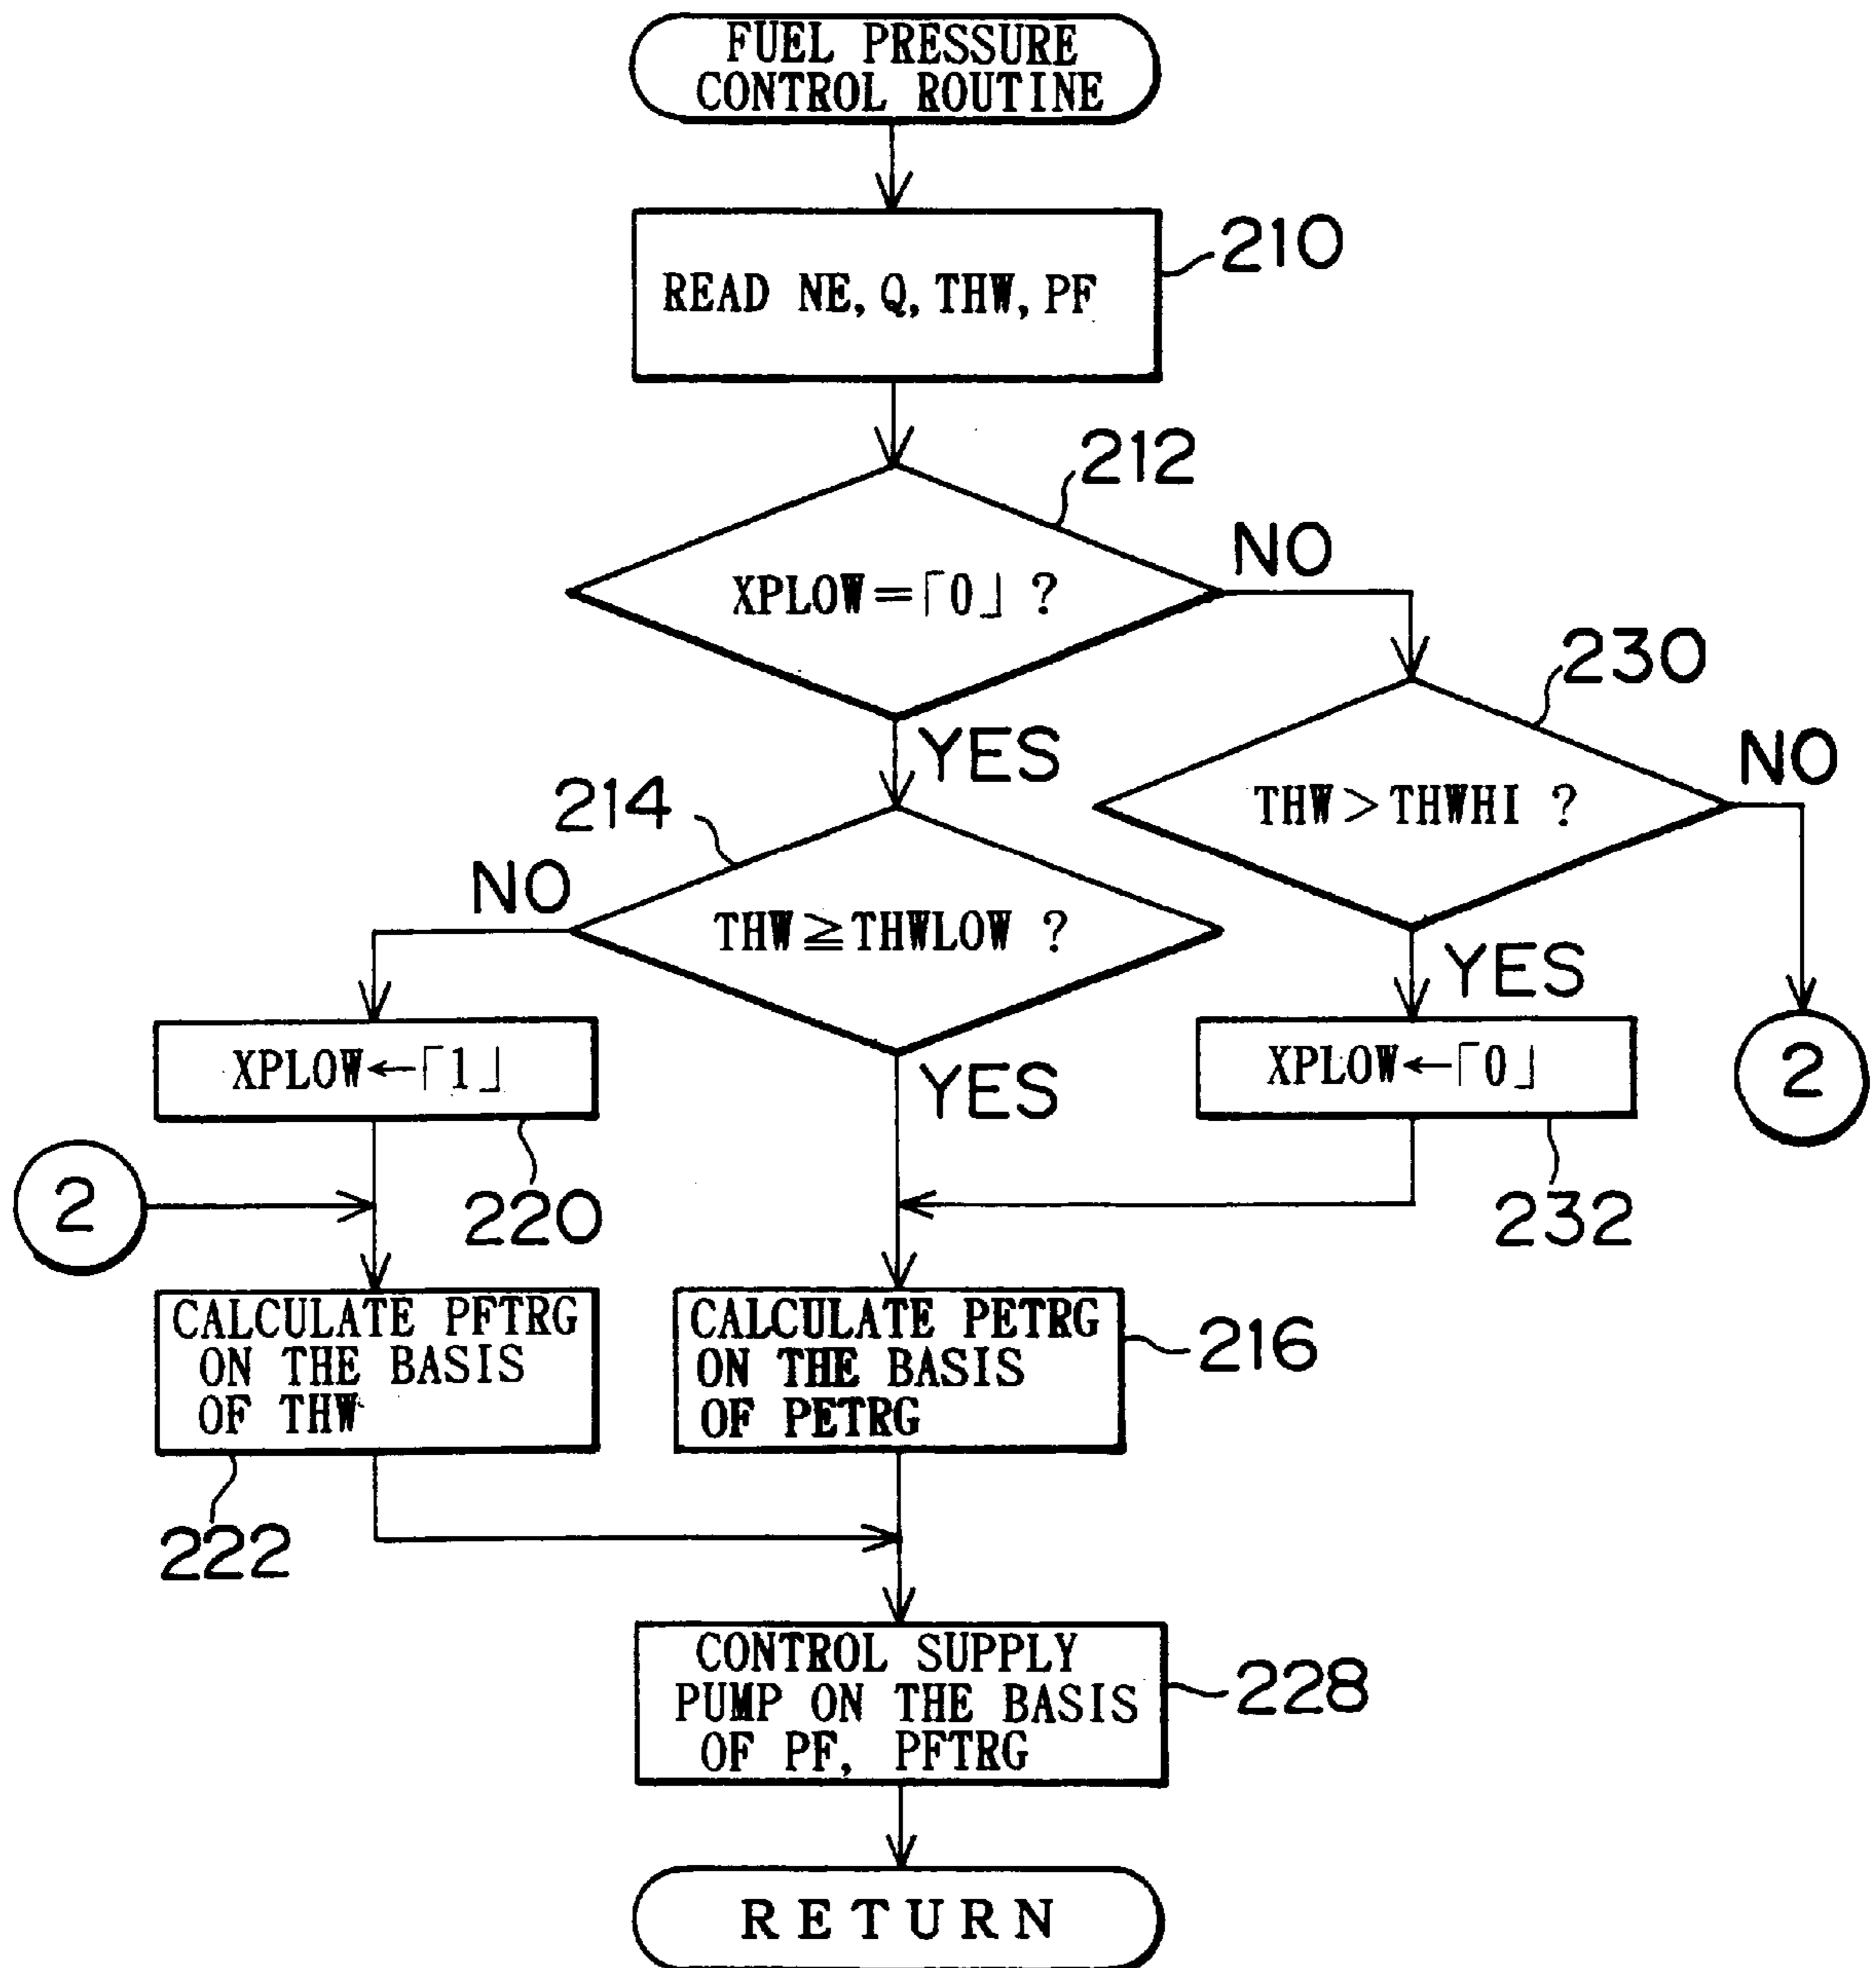 FUEL PRESSURE
CONTROL ROUTINE
READ NE, Q, THW, PF
210
212
XPLOW=「0」 ?
NO
YES
230
THW>THWHI ?
NO
YES
214
NO
THW≧THWLOW ?
YES
XPLOW←「1」
220
XPLOW←「0」
232
2
2
CALCULATE PFTRG
ON THE BASIS
OF THW
222
CALCULATE PETRG
ON THE BASIS
OF PETRG
216
CONTROL SUPPLY
PUMP ON THE BASIS
OF PF, PFTRG
228
RETURN